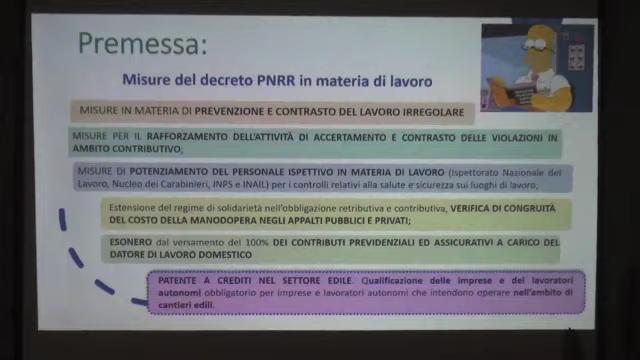 Premessa:
Misure del decreto PNRR in materia di lavoro
MISURE IN MATERIA DI PREVENZIONE E CONTRASTO DEL LAVORO IRREGOLARE
MISURE PER IL RAFFORZAMENTO DELL'ATTIVITÀ DI ACCERTAMENTO E CONTRASTO DELLE VIOLAZIONI IN
AMBITO CONTRIBUTIVO;
MISURE DI POTENZIAMENTO DEL PERSONALE ISPETTIVO IN MATERIA DI LAVORO (Ispettorato Nazionale del
Lavoro, Nucleo dei Carabinieri, INPS e INAIL) per i controlli relativi alla salute e sicurezza sui luoghi di lavoro;
Estensione del regime di solidarietà nell'obbligazione retributiva e contributiva, VERIFICA DI CONGRUITÀ
DEL COSTO DELLA MANODOPERA NEGLI APPALTI PUBBLICI E PRIVATI;
ESONERO dal versamento del 100% DEI CONTRIBUTI PREVIDENZIALI ED ASSICURATIVI A CARICO DEL
DATORE DI LAVORO DOMESTICO
PATENTE A CREDITI NEL SETTORE EDILE. Qualificazione delle imprese e dei lavoratori
autonomi obbligatorio per imprese e lavoratori autonomi che intendono operare nell'ambito di
cantieri edili.